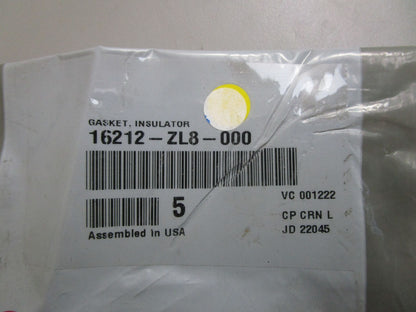 GASKET, INSULATOR
16212-ZL8-000
VC 001222
5
CP CRN L
Assembled in USA
JD 22045